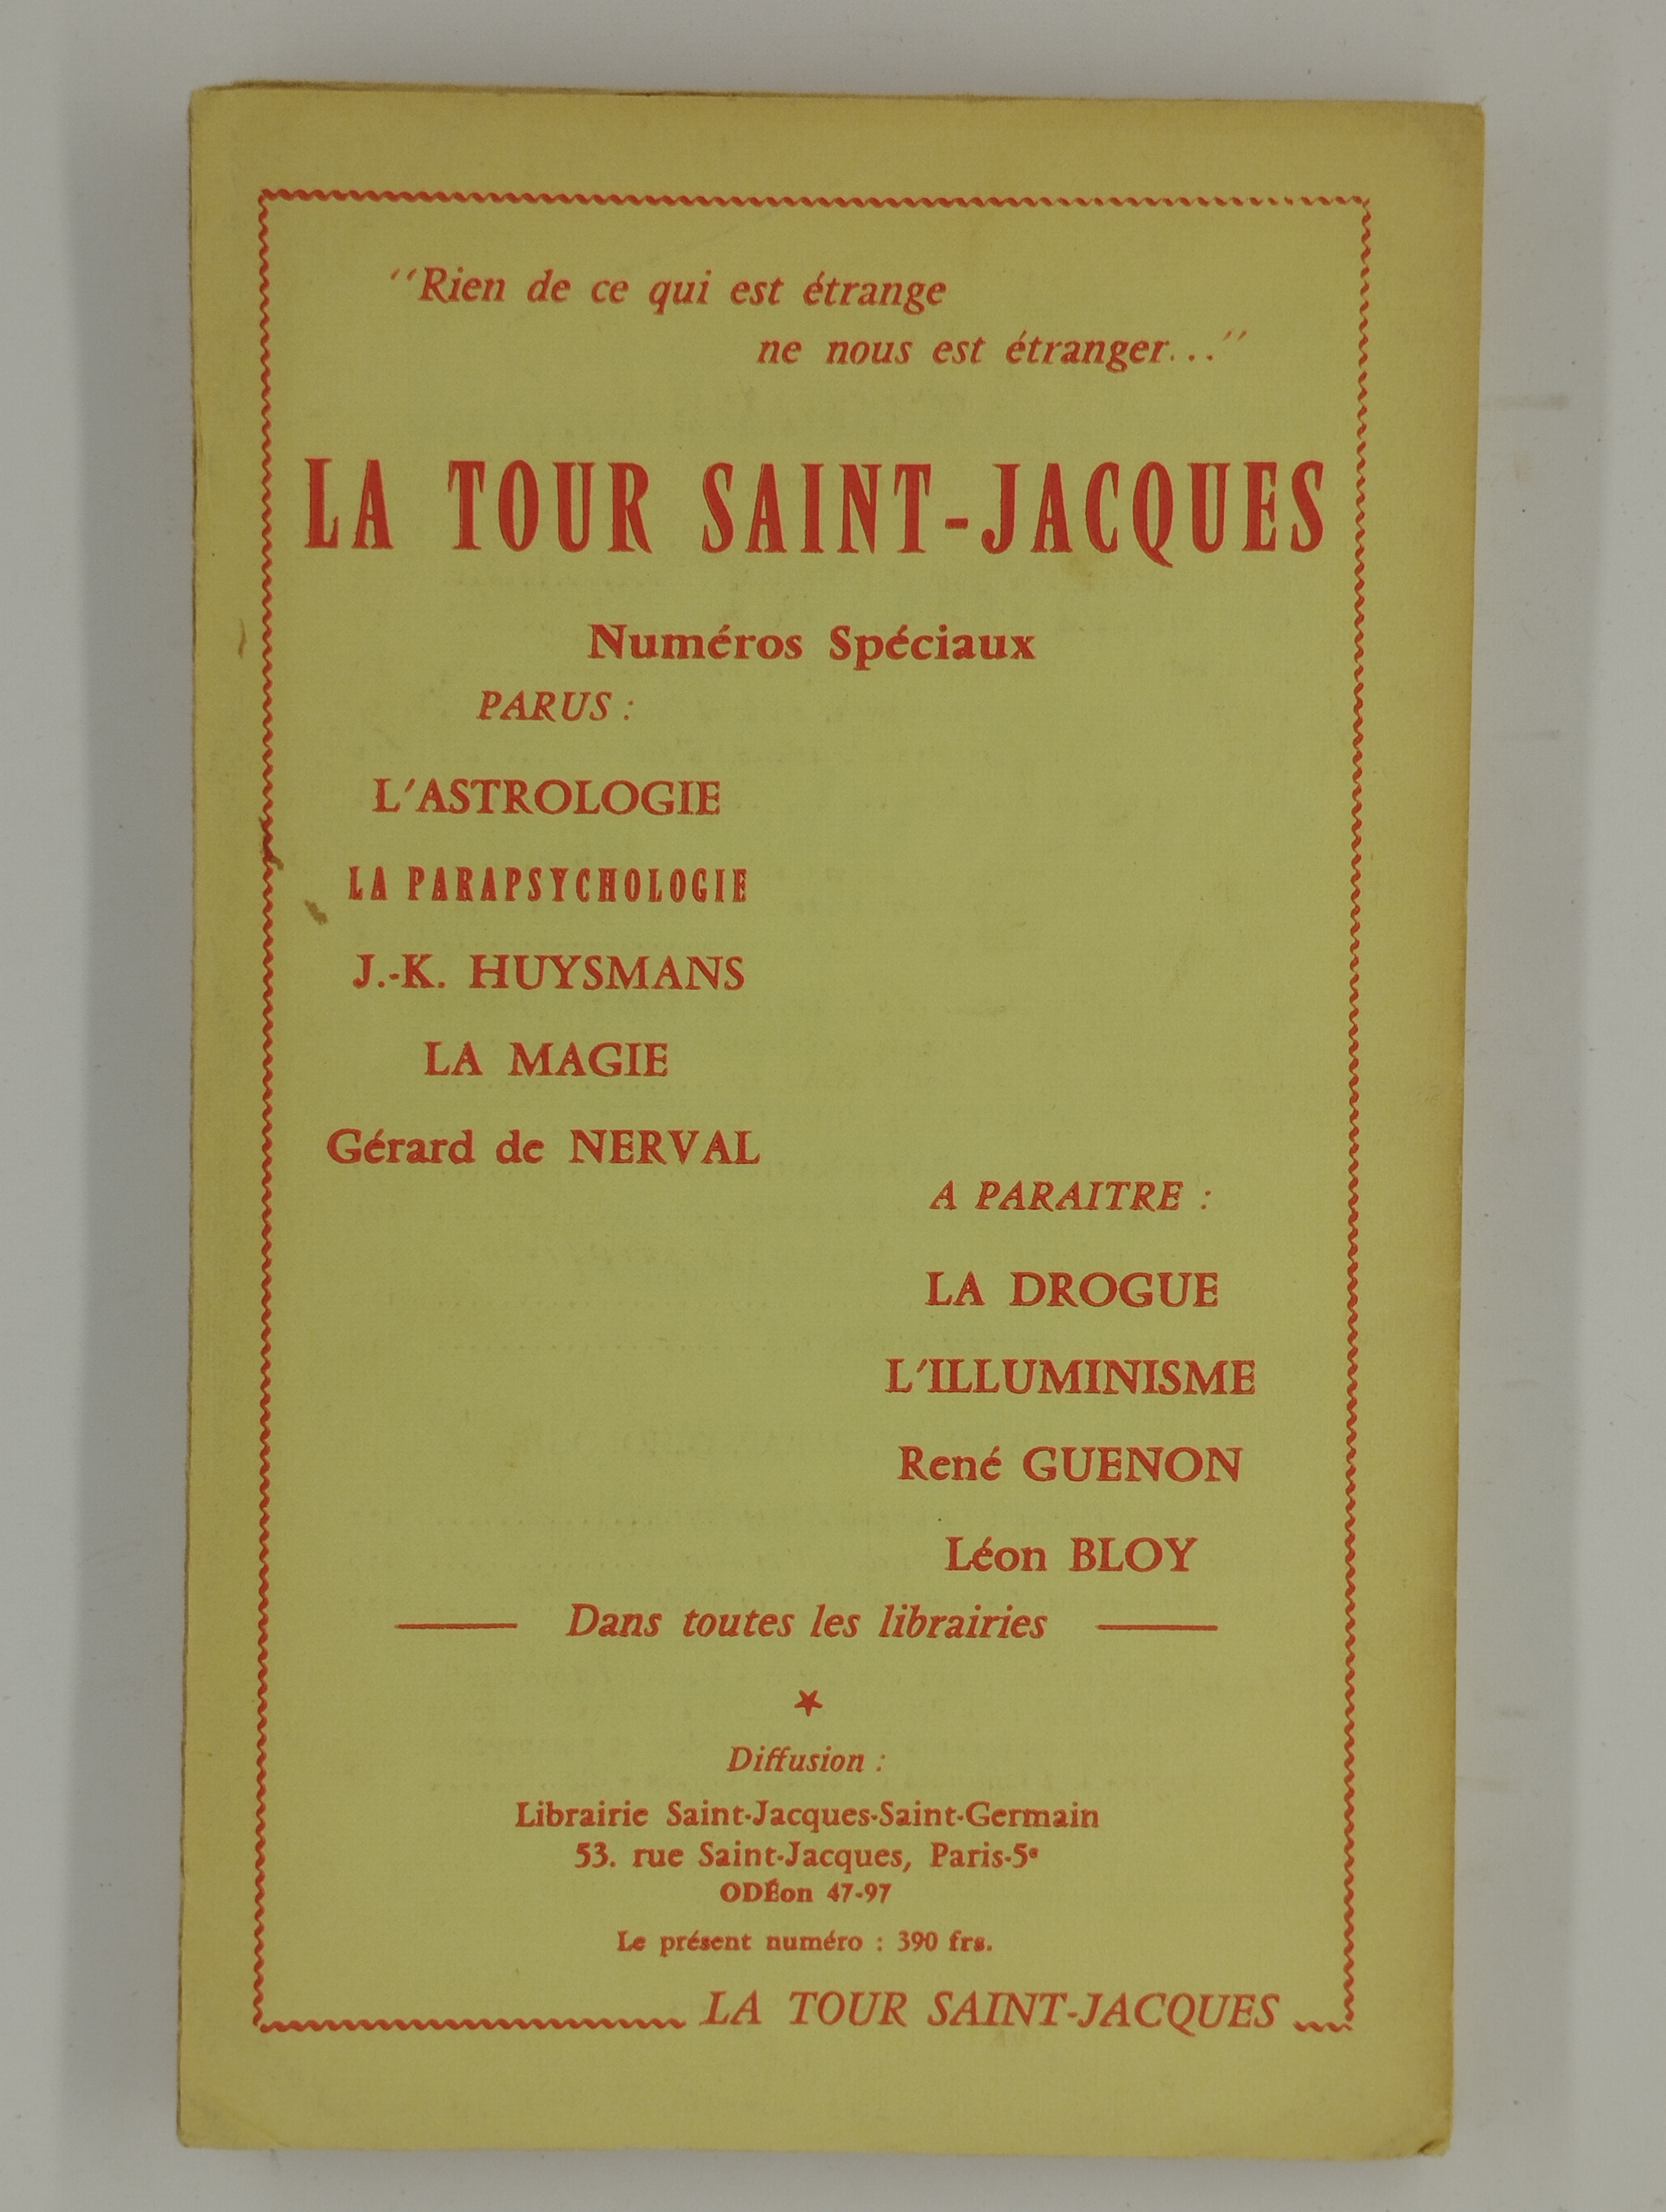 "Rien de ce qui est étrange
ne nous est étranger..."
LA TOUR SAINT-JACQUES
Numéros Spéciaux
PARUS :
L'ASTROLOGIE
LA PARAPSYCHOLOGIE
J.-K. HUYSMANS
LA MAGIE
Gérard de NERVAL
A PARAITRE :
LA DROGUE
L'ILLUMINISME
René GUENON
Léon BLOY
Dans toutes les librairies
Diffusion :
Librairie Saint-Jacques-Saint-Germain
53. rue Saint-Jacques, Paris-5e
ODÉon 47-97
Le présent numéro : 390 frs.
LA TOUR SAINT-JACQUES